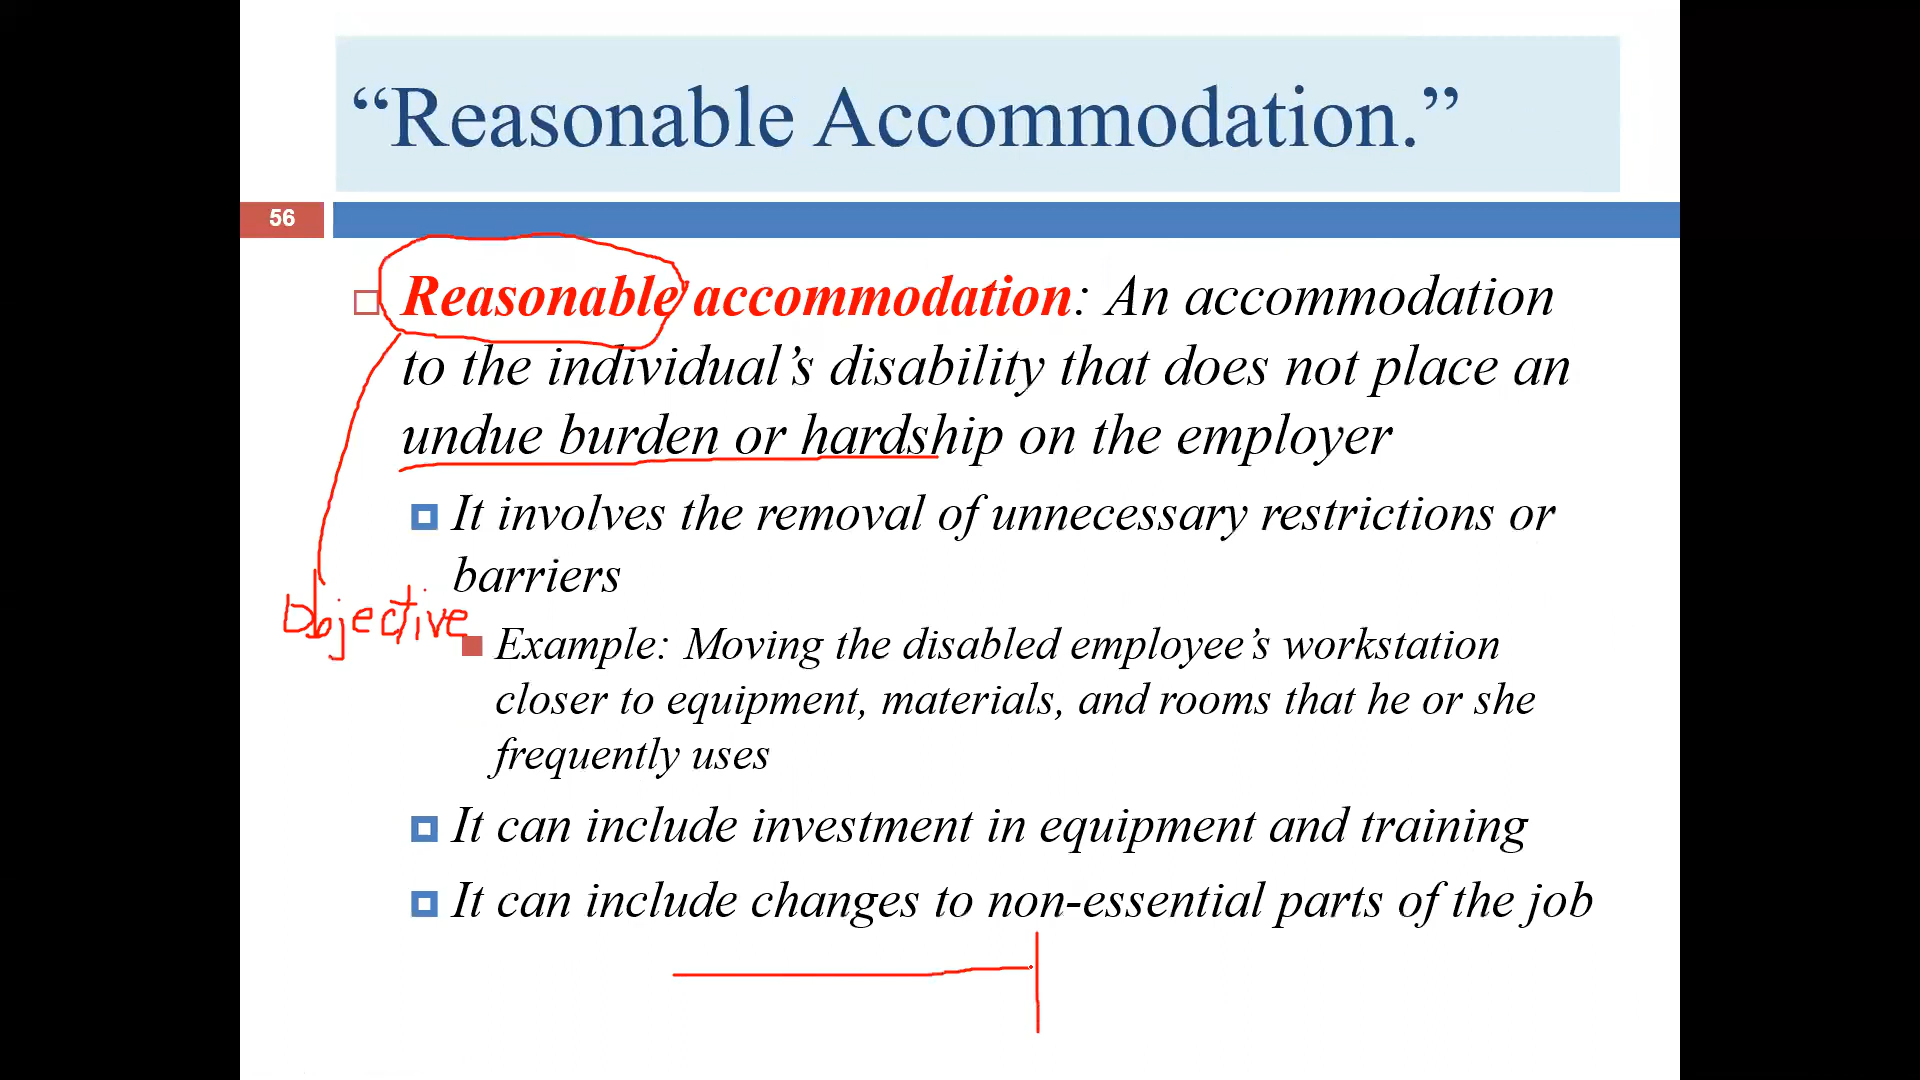 “Reasonable Accommodation.”
56
Reasonable accommodation: An accommodation
to the individual’s disability that does not place an
undue burden or hardship on the employer
It involves the removal of unnecessary restrictions or
barriers
Objective
Example: Moving the disabled employee’s workstation
closer to equipment, materials, and rooms that he or she
frequently uses
It can include investment in equipment and training
It can include changes to non-essential parts of the job